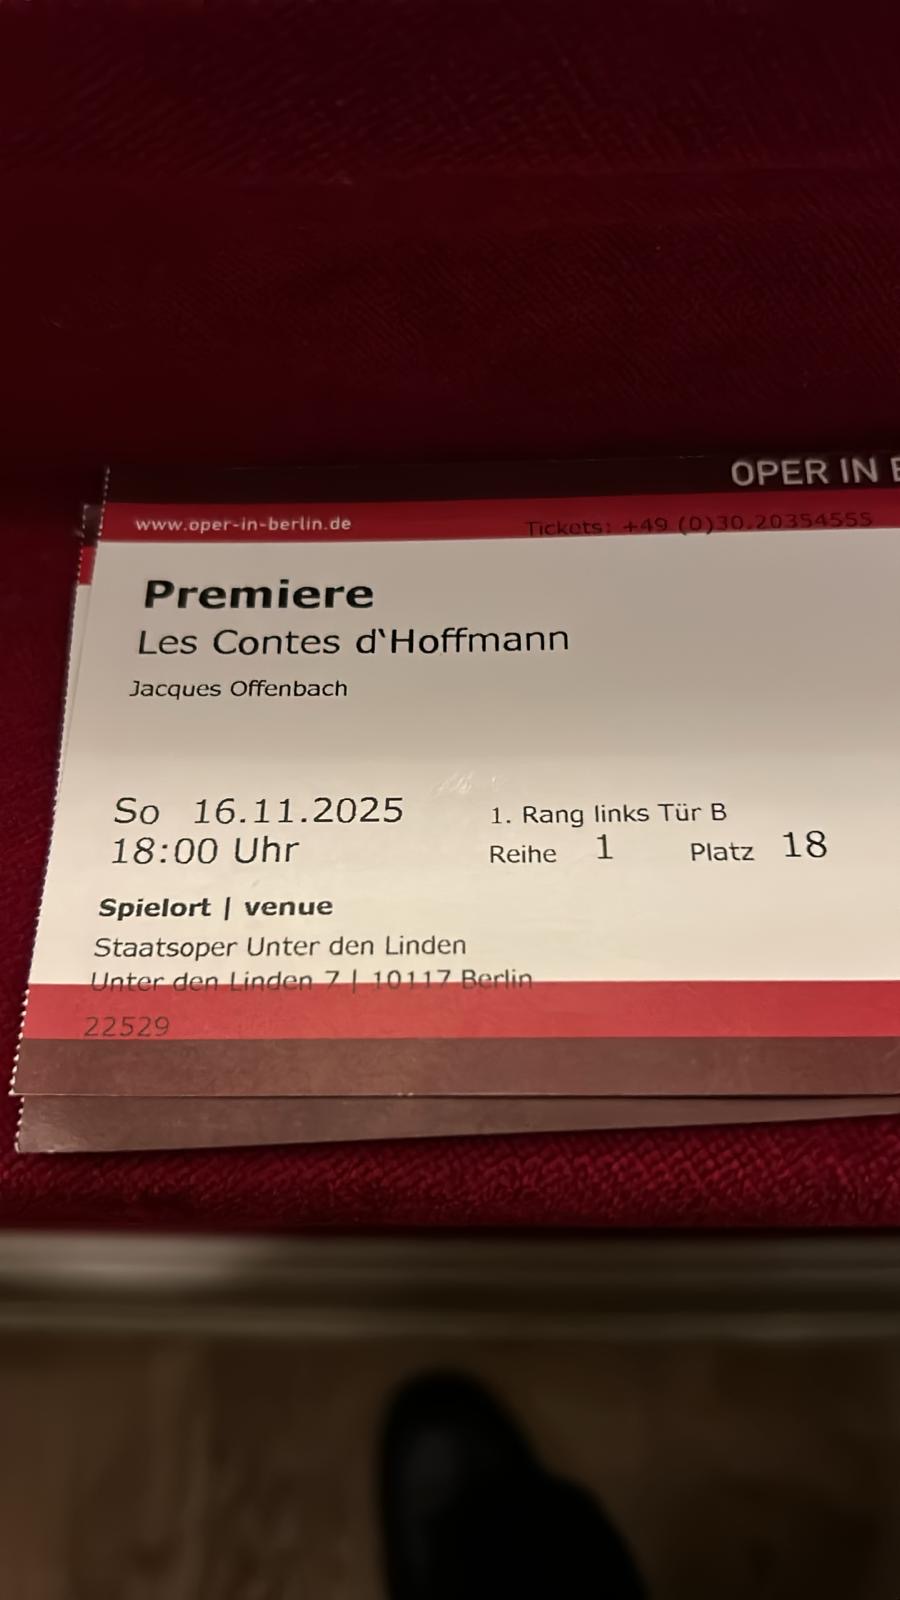 OPER IN
www.oper-in-berlin.de
Tickets: +49 (0)30.20354555
Premiere
Les Contes d‘Hoffmann
Jacques Offenbach
So 16.11.2025
18:00 Uhr
1. Rang links Tür B
Reihe 1 Platz 18
Spielort | venue
Staatsoper Unter den Linden
Unter den Linden 7 | 10117 Berlin
22529